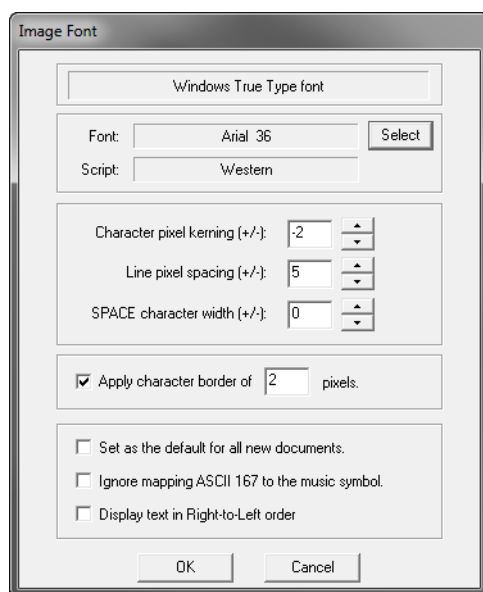 Image Font
Windows True Type font
Font: Arial 36 Select
Script: Western
Character pixel kerning (+/-): -2
Line pixel spacing (+/-): 5
SPACE character width (+/-): 0
Apply character border of 2 pixels.
Set as the default for all new documents.
Ignore mapping ASCII 167 to the music symbol.
Display text in Right-to-Left order
OK Cancel